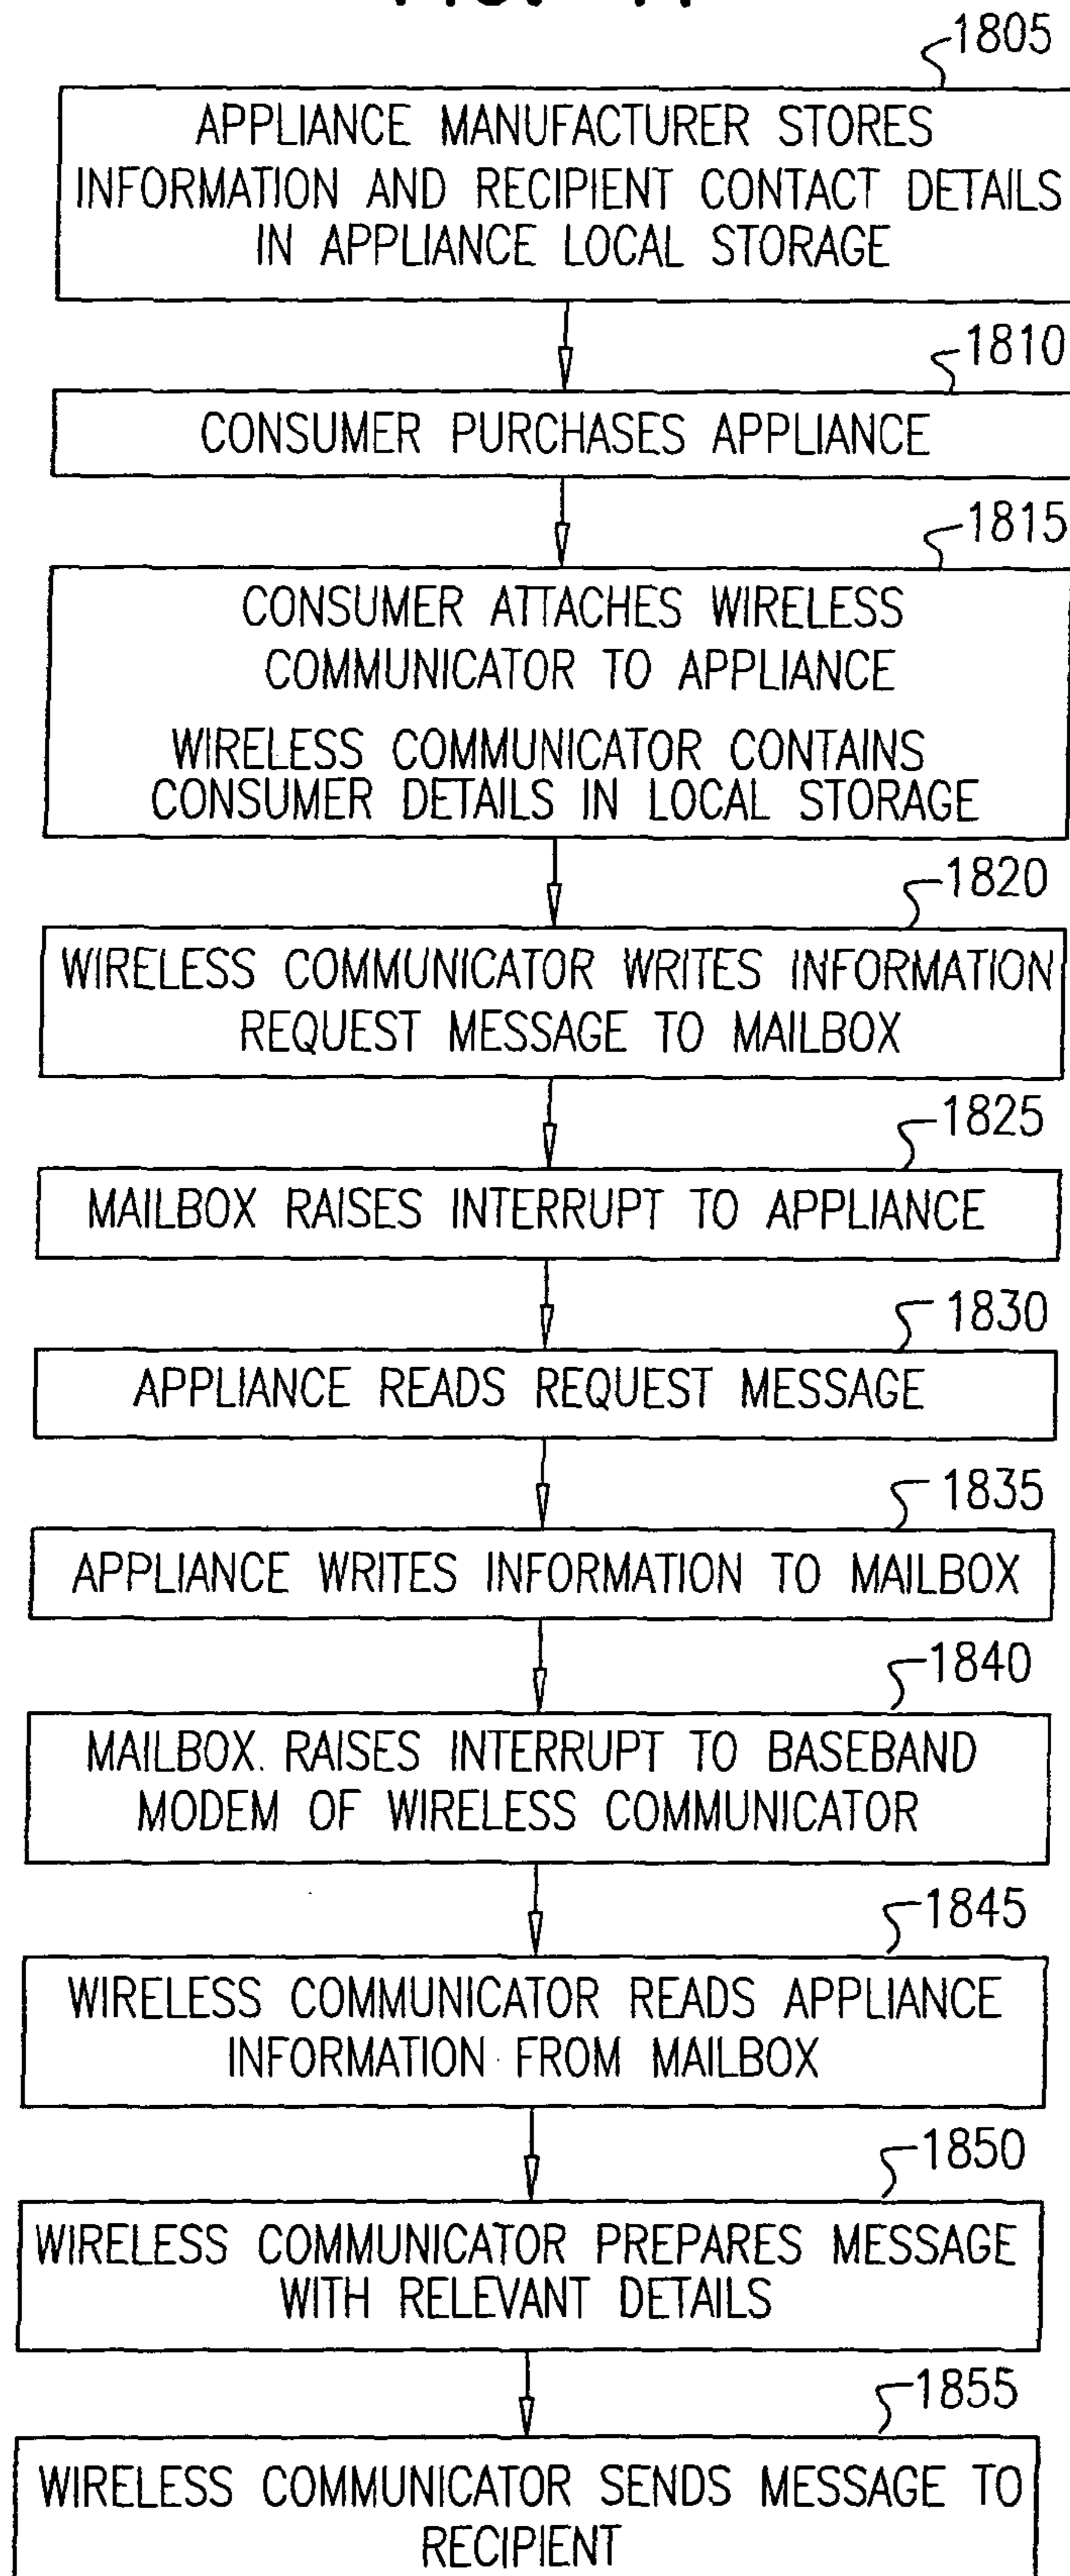 1805
APPLIANCE MANUFACTURER STORES
INFORMATION AND RECIPIENT CONTACT DETAILS
IN APPLIANCE LOCAL STORAGE
1810
CONSUMER PURCHASES APPLIANCE
1815
CONSUMER ATTACHES WIRELESS
COMMUNICATOR TO APPLIANCE
WIRELESS COMMUNICATOR CONTAINS
CONSUMER DETAILS IN LOCAL STORAGE
1820
WIRELESS COMMUNICATOR WRITES INFORMATION
REQUEST MESSAGE TO MAILBOX
1825
MAILBOX RAISES INTERRUPT TO APPLIANCE
1830
APPLIANCE READS REQUEST MESSAGE
1835
APPLIANCE WRITES INFORMATION TO MAILBOX
1840
MAILBOX RAISES INTERRUPT TO BASEBAND
MODEM OF WIRELESS COMMUNICATOR
1845
WIRELESS COMMUNICATOR READS APPLIANCE
INFORMATION FROM MAILBOX
1850
WIRELESS COMMUNICATOR PREPARES MESSAGE
WITH RELEVANT DETAILS
1855
WIRELESS COMMUNICATOR SENDS MESSAGE TO
RECIPIENT